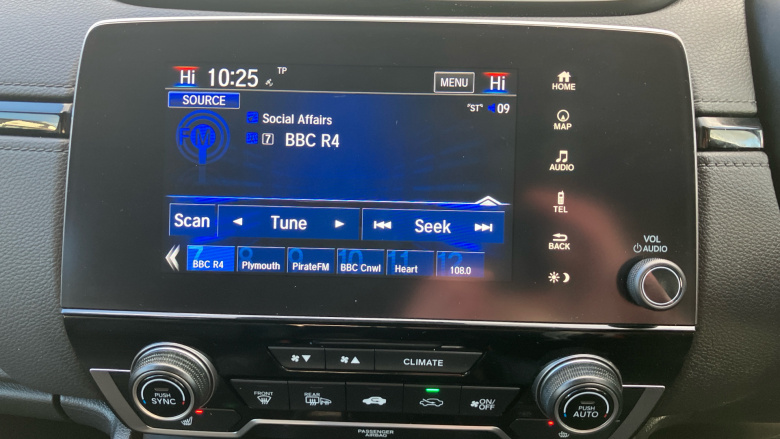 Hi 10:25 TP MENU Hi
SOURCE
"ST" 09
Social Affairs
7 BBC R4
Scan Tune Seek
7 8 9 10 11 12
BBC R4 Plymouth PirateFM BBC Cnwl Heart 108.0
HOME
MAP
AUDIO
TEL
BACK
VOL
AUDIO
CLIMATE
PUSH
SYNC
FRONT
REAR
ON/
OFF
PUSH
AUTO
PASSENGER
AIRBAG